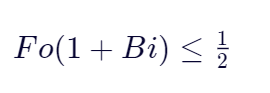 Fo(1 + Bi) ≤ 1/2